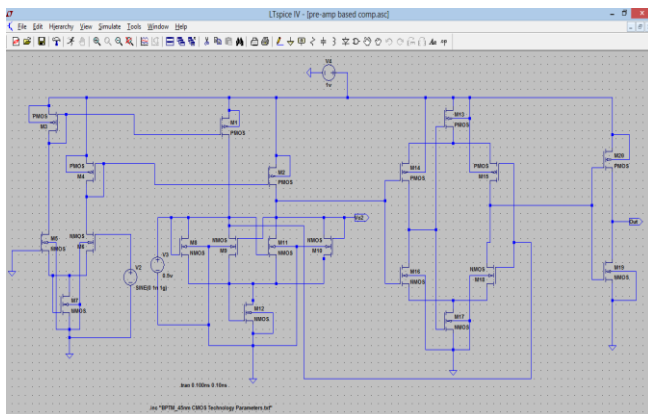 LTspice IV - [pre-amp based comp.asc]
File Edit Hierarchy View Simulate Tools Window Help
V4
1v
PMOS
M3
M1
PMOS
M15
PMOS
M4
PMOS
M2
PMOS
M14
PMOS
PMOS
M20
PMOS
Out
M5
NMOS
NMOS
M6
V2
SINE(0 1n 1g)
V3
0.5v
M8
NMOS
NMOS
M9
M11
NMOS
NMOS
M10
M16
NMOS
NMOS
M18
M19
NMOS
M7
NMOS
M12
NMOS
M17
NMOS
.tran 0 100ns 0 10ns
.inc "BPTM_45nm CMOS Technology Parameters.txt"